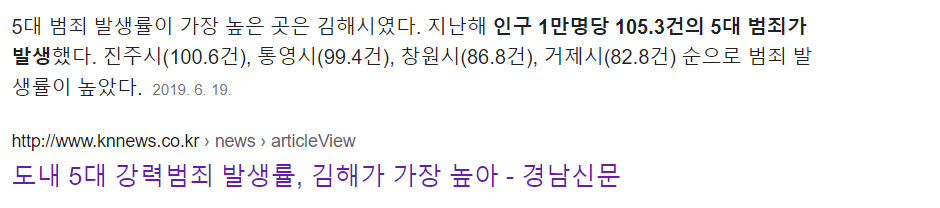 5대 범죄 발생률이 가장 높은 곳은 김해시였다. 지난해 인구 1만명당 105.3건의 5대 범죄가
발생했다. 진주시(100.6건), 통영시(99.4건), 창원시(86.8건), 거제시(82.8건) 순으로 범죄 발
생률이 높았다. 2019. 6. 19.
http://www.knnews.co.kr › news › articleView
도내 5대 강력범죄 발생률, 김해가 가장 높아 - 경남신문